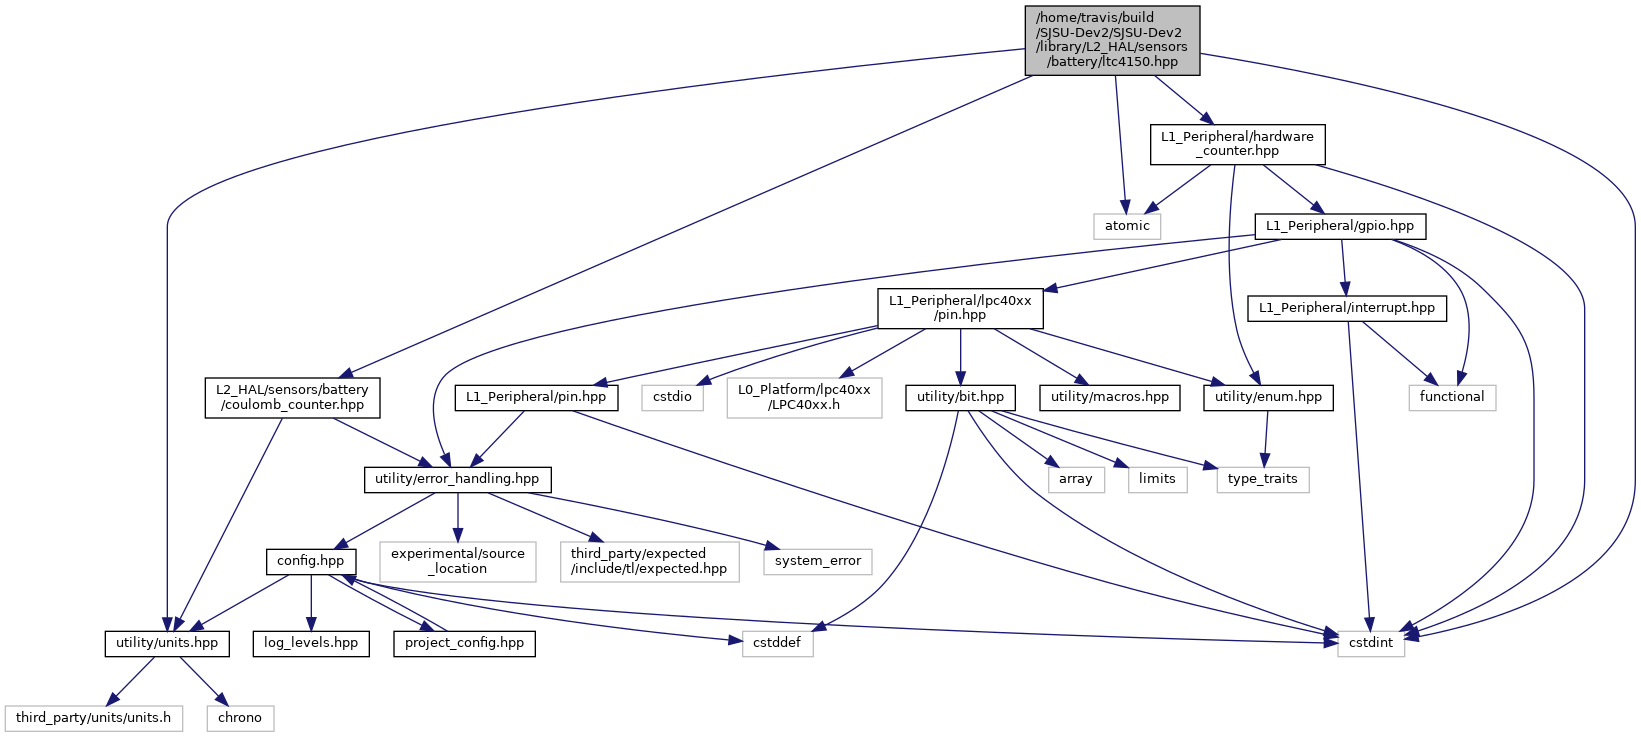 /home/travis/build
/SJSU-Dev2/SJSU-Dev2
/library/L2_HAL/sensors
/battery/ltc4150.hpp
L1_Peripheral/hardware
_counter.hpp
atomic
L1_Peripheral/gpio.hpp
L1_Peripheral/lpc40xx
/pin.hpp
L1_Peripheral/interrupt.hpp
L2_HAL/sensors/battery
/coulomb_counter.hpp
L1_Peripheral/pin.hpp
cstdio
L0_Platform/lpc40xx
/LPC40xx.h
utility/bit.hpp
utility/macros.hpp
utility/enum.hpp
functional
utility/error_handling.hpp
array
limits
type_traits
config.hpp
experimental/source
_location
third_party/expected
/include/tl/expected.hpp
system_error
utility/units.hpp
log_levels.hpp
project_config.hpp
cstddef
cstdint
third_party/units/units.h
chrono